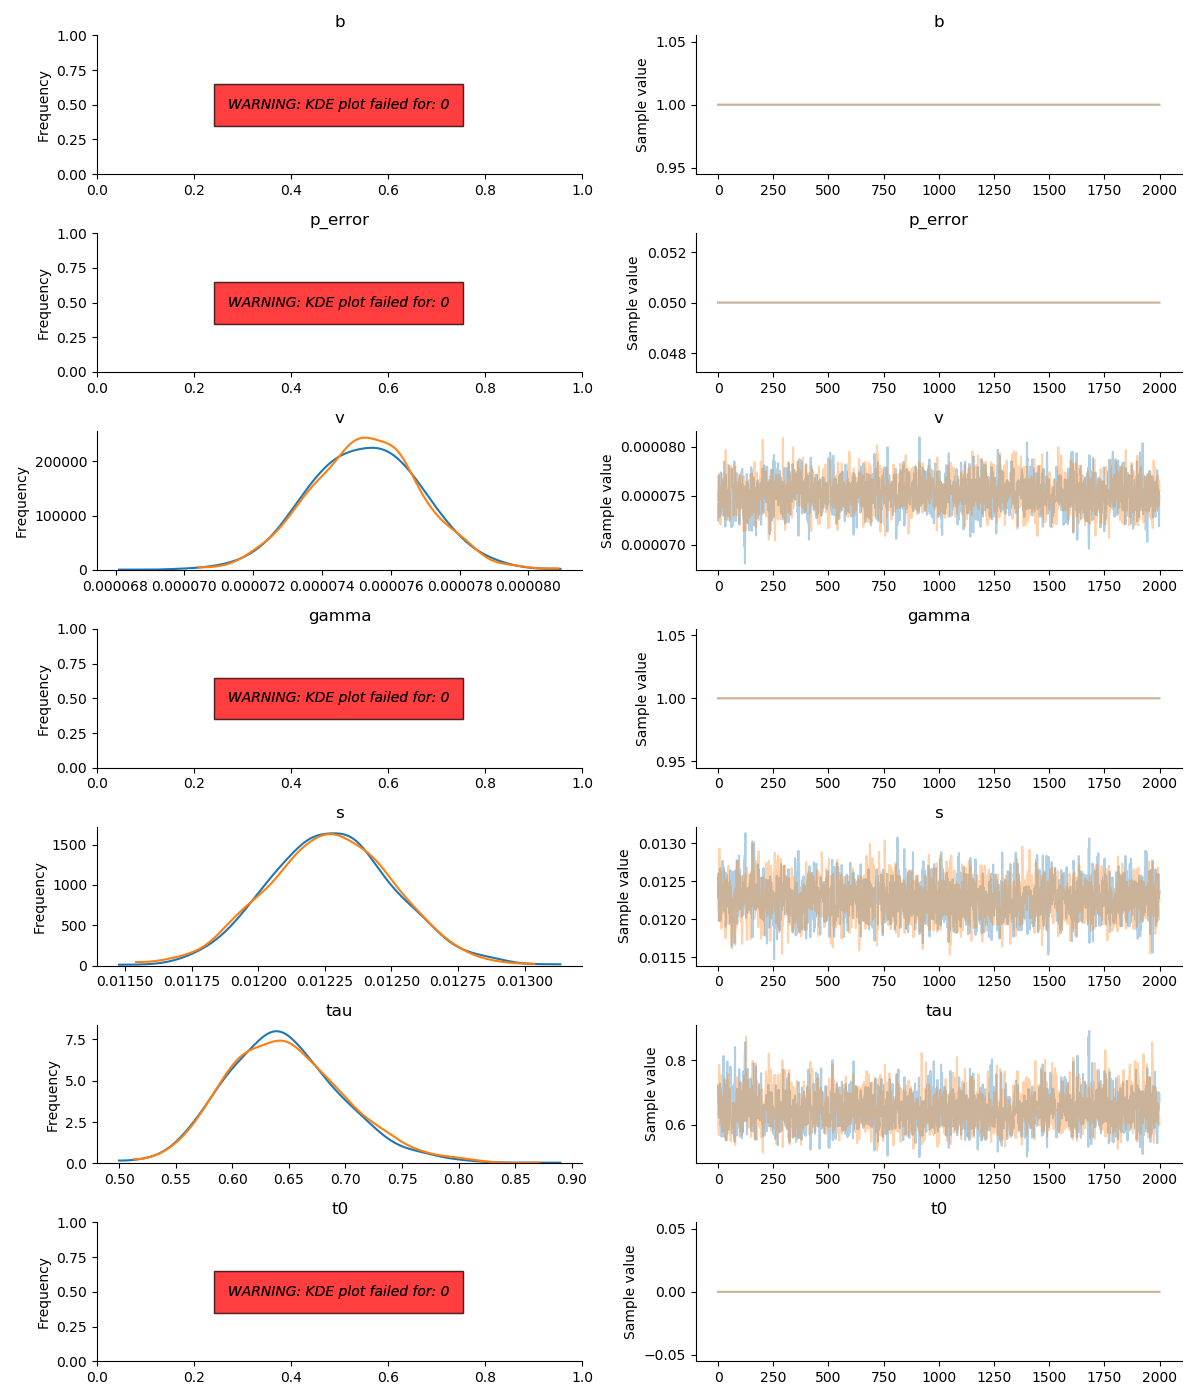 b
b
Frequency
1.00
0.75
0.50
0.25
0.00
WARNING: KDE plot failed for: 0
0.0 0.2 0.4 0.6 0.8 1.0
Sample value
1.05
1.00
0.95
0 250 500 750 1000 1250 1500 1750 2000
p_error
p_error
Frequency
1.00
0.75
0.50
0.25
0.00
WARNING: KDE plot failed for: 0
0.0 0.2 0.4 0.6 0.8 1.0
Sample value
0.052
0.050
0.048
0 250 500 750 1000 1250 1500 1750 2000
v
v
Frequency
200000
100000
0
0.000068 0.000070 0.000072 0.000074 0.000076 0.000078 0.000080
Sample value
0.000080
0.000075
0.000070
0 250 500 750 1000 1250 1500 1750 2000
gamma
gamma
Frequency
1.00
0.75
0.50
0.25
0.00
WARNING: KDE plot failed for: 0
0.0 0.2 0.4 0.6 0.8 1.0
Sample value
1.05
1.00
0.95
0 250 500 750 1000 1250 1500 1750 2000
s
s
Frequency
1500
1000
500
0
0.01150 0.01175 0.01200 0.01225 0.01250 0.01275 0.01300
Sample value
0.0130
0.0125
0.0120
0.0115
0 250 500 750 1000 1250 1500 1750 2000
tau
tau
Frequency
7.5
5.0
2.5
0.0
0.50 0.55 0.60 0.65 0.70 0.75 0.80 0.85 0.90
Sample value
0.8
0.6
0 250 500 750 1000 1250 1500 1750 2000
t0
t0
Frequency
1.00
0.75
0.50
0.25
0.00
WARNING: KDE plot failed for: 0
0.0 0.2 0.4 0.6 0.8 1.0
Sample value
0.05
0.00
−0.05
0 250 500 750 1000 1250 1500 1750 2000